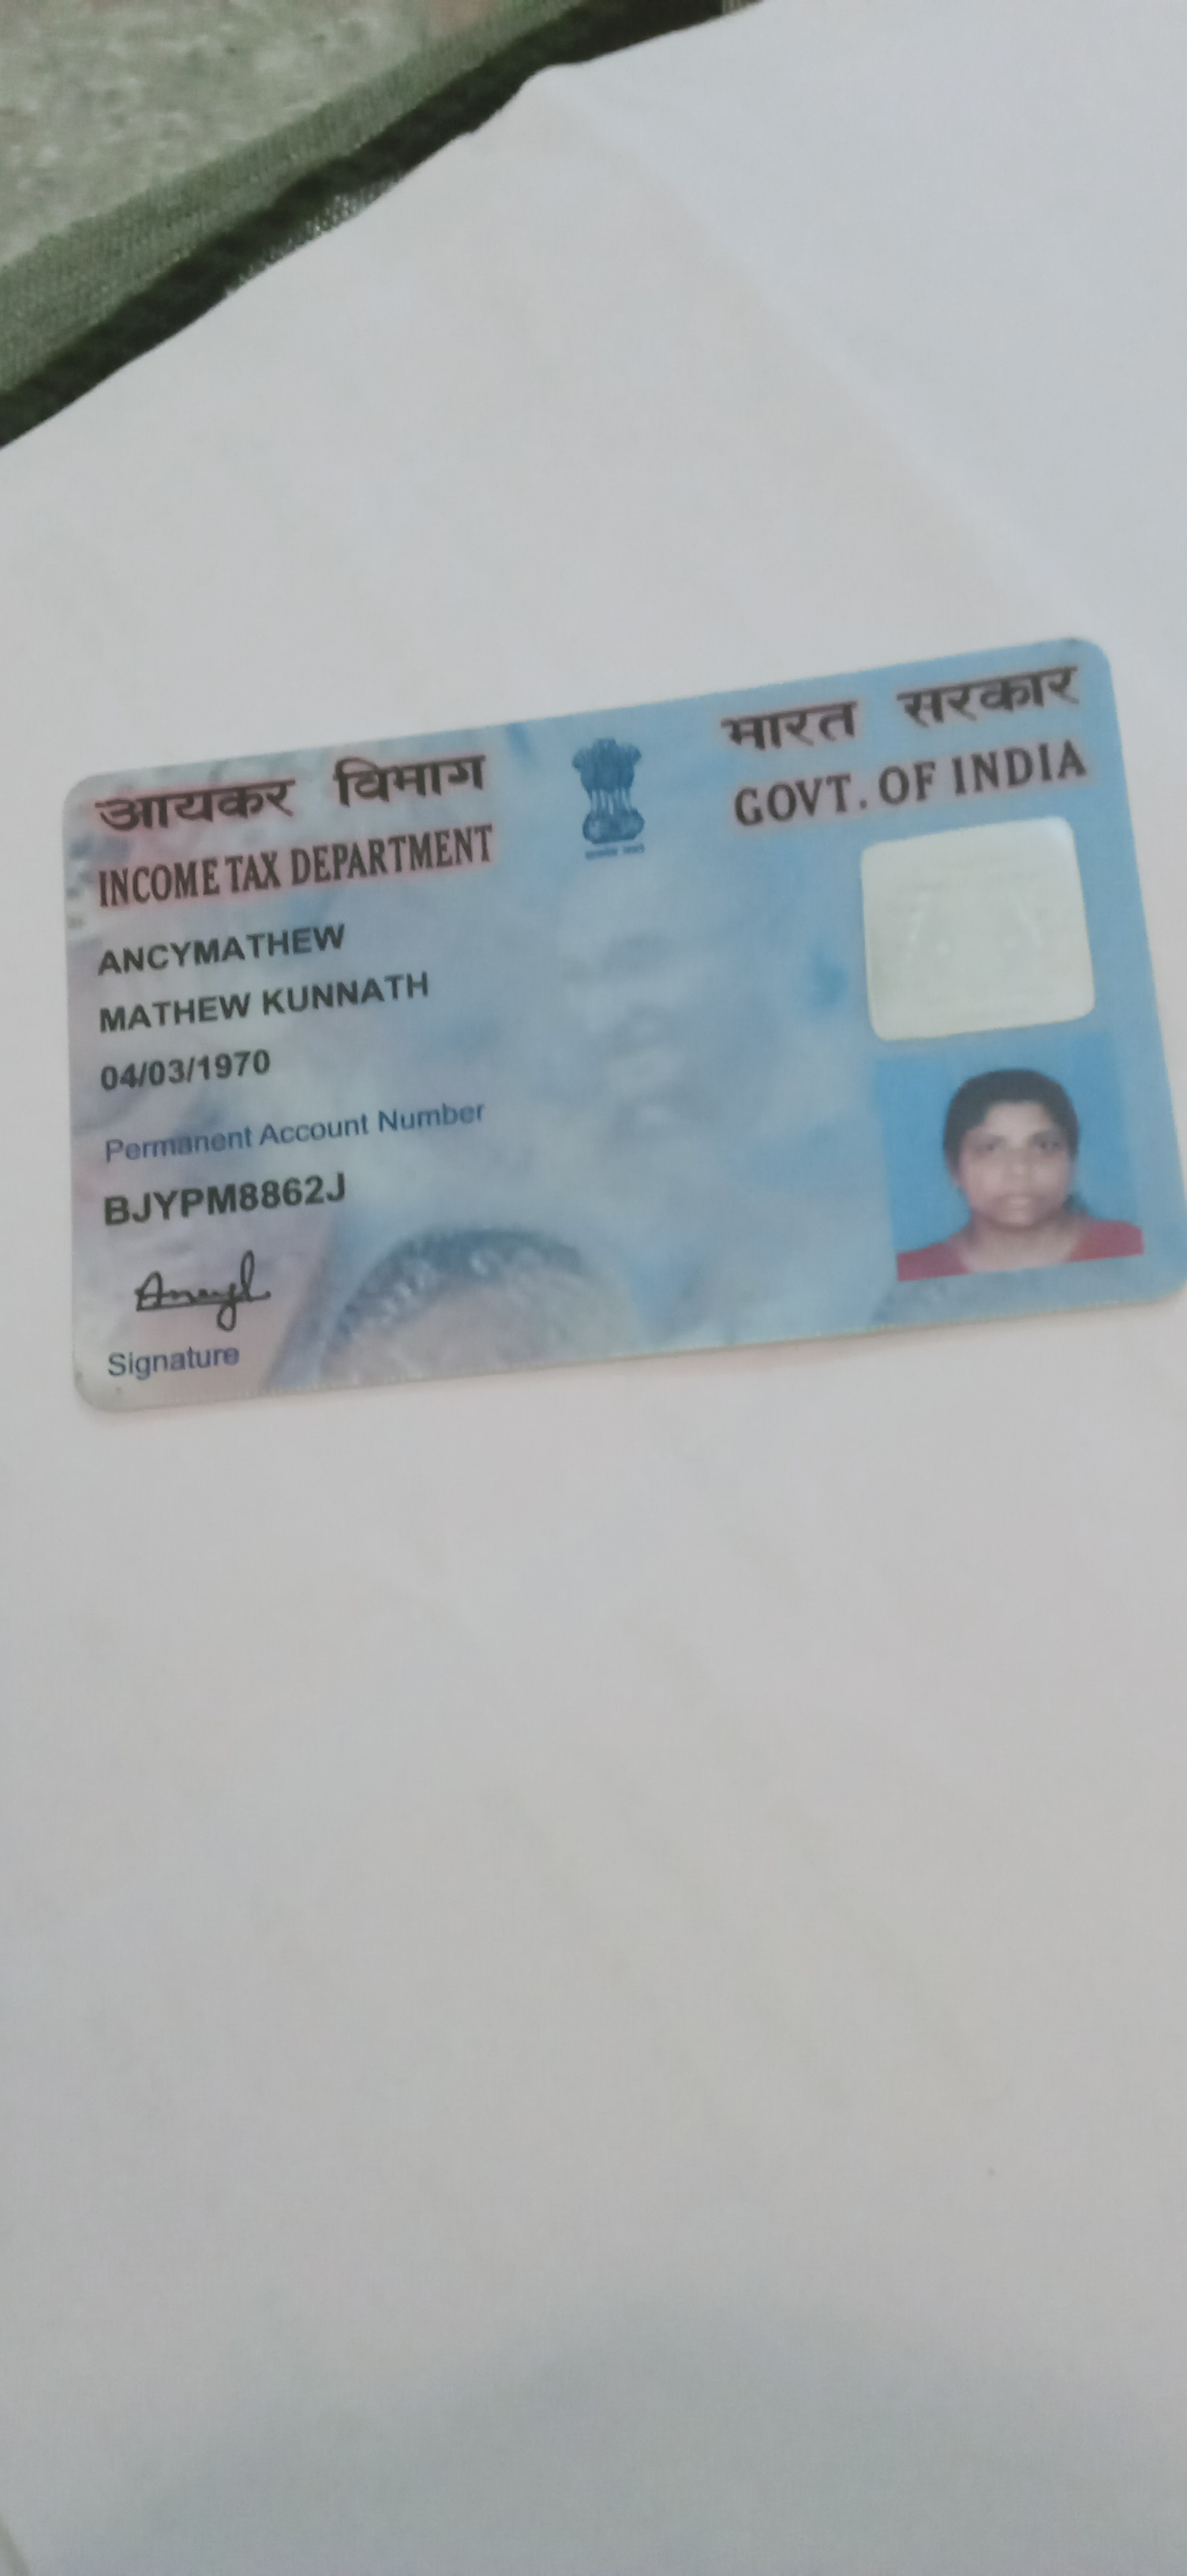 आयकर विभाग
INCOME TAX DEPARTMENT
भारत सरकार
GOVT. OF INDIA
ANCYMATHEW
MATHEW KUNNATH
04/03/1970
Permanent Account Number
BJYPM8862J
Signature